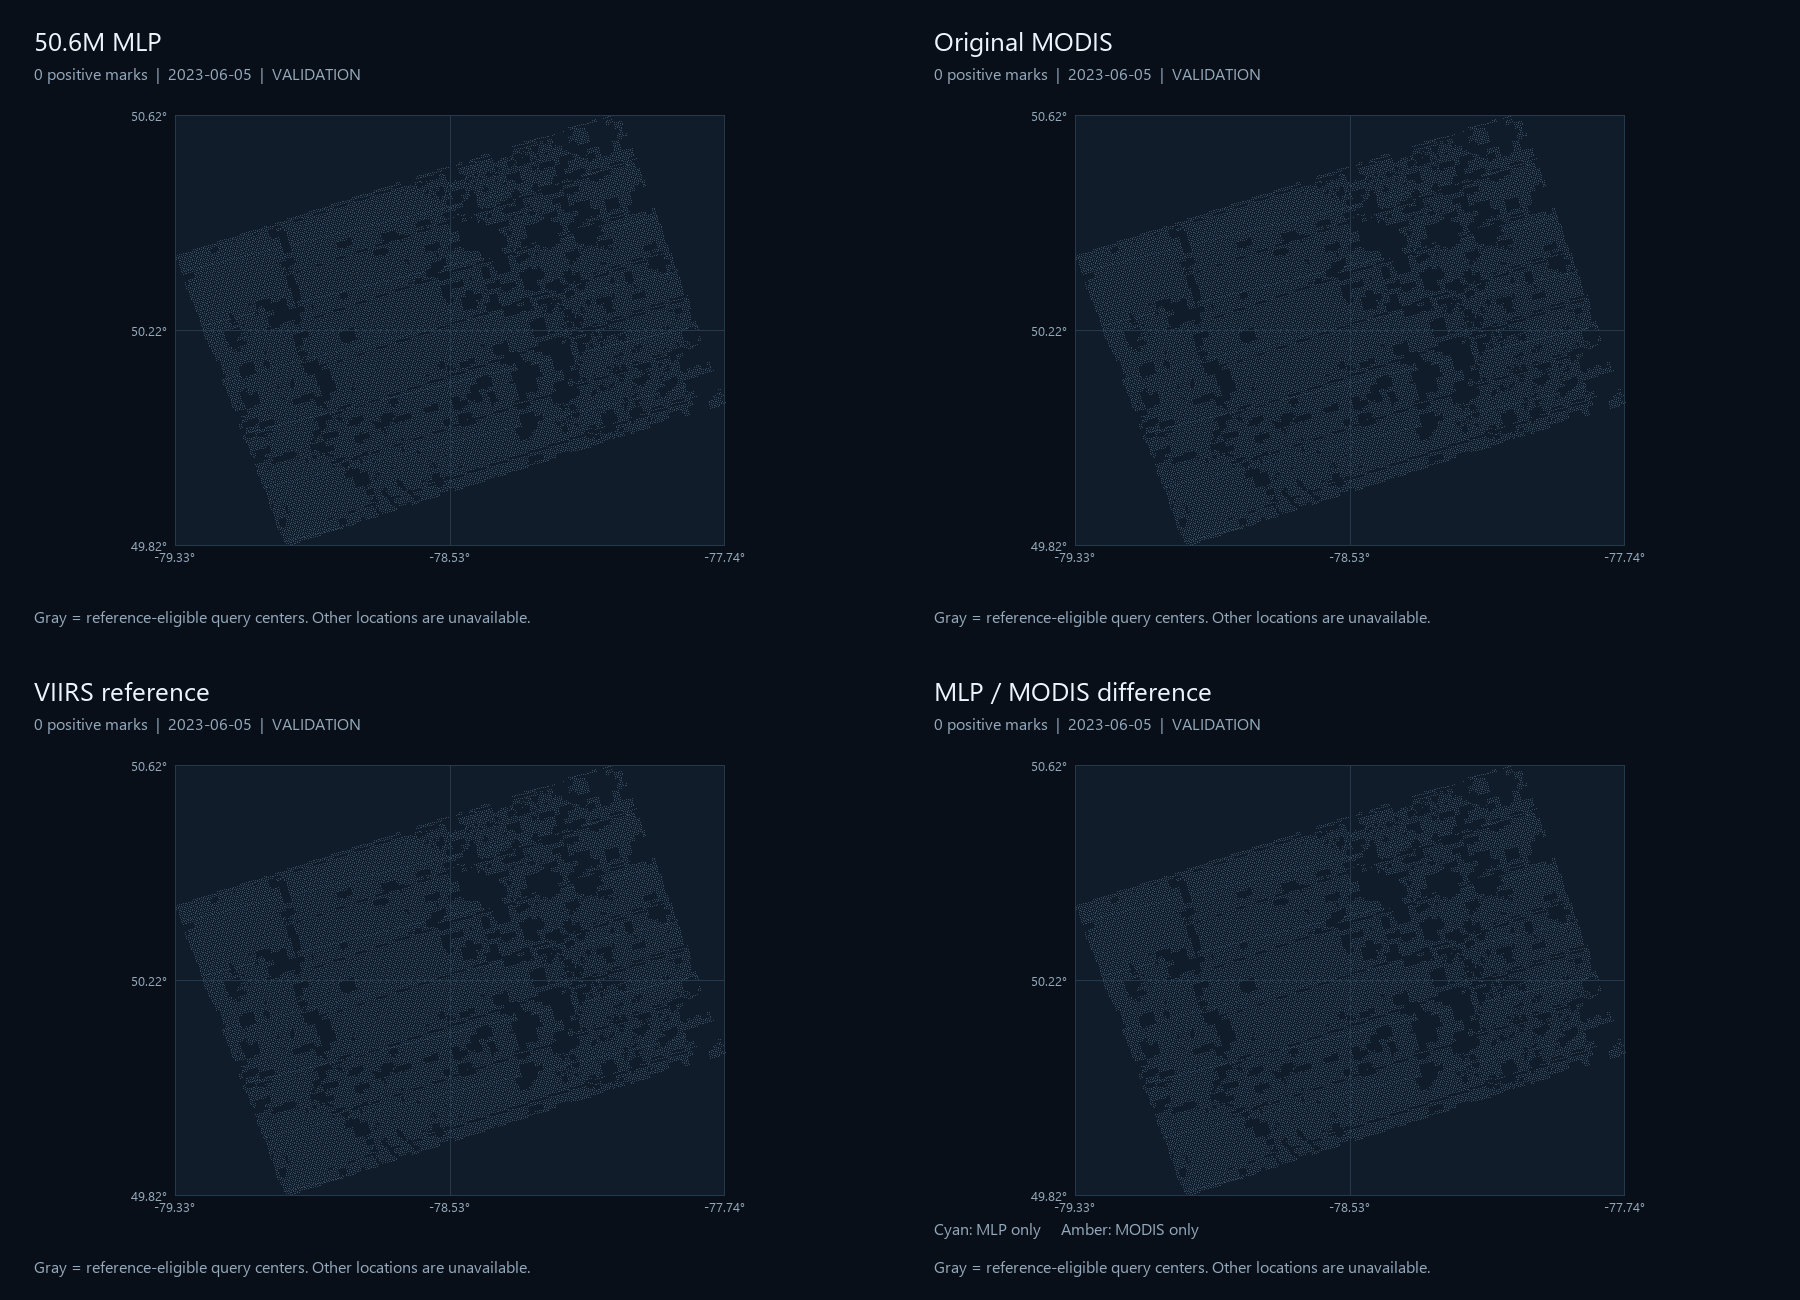 50.6M MLP
0 positive marks | 2023-06-05 | VALIDATION
50.62°
50.22°
49.82°
-79.33°
-78.53°
-77.74°
Gray = reference-eligible query centers. Other locations are unavailable.
Original MODIS
0 positive marks | 2023-06-05 | VALIDATION
50.62°
50.22°
49.82°
-79.33°
-78.53°
-77.74°
Gray = reference-eligible query centers. Other locations are unavailable.
VIIRS reference
0 positive marks | 2023-06-05 | VALIDATION
50.62°
50.22°
49.82°
-79.33°
-78.53°
-77.74°
Gray = reference-eligible query centers. Other locations are unavailable.
MLP / MODIS difference
0 positive marks | 2023-06-05 | VALIDATION
50.62°
50.22°
49.82°
-79.33°
-78.53°
-77.74°
Cyan: MLP only Amber: MODIS only
Gray = reference-eligible query centers. Other locations are unavailable.